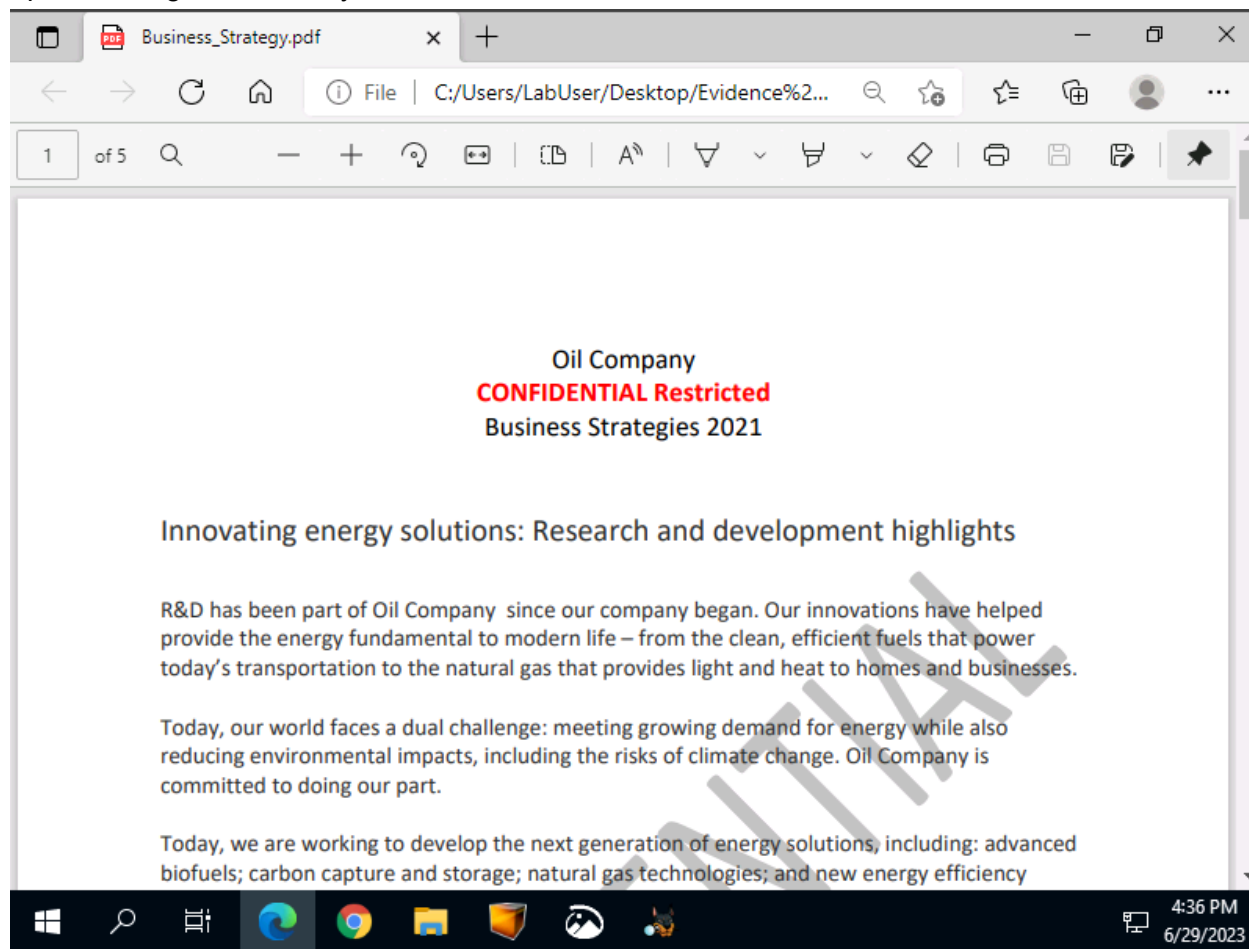 Business_Strategy.pdf
File C:/Users/LabUser/Desktop/Evidence%2...
1 of 5
Oil Company
CONFIDENTIAL Restricted
Business Strategies 2021
Innovating energy solutions: Research and development highlights
R&D has been part of Oil Company  since our company began. Our innovations have helped
provide the energy fundamental to modern life – from the clean, efficient fuels that power
today’s transportation to the natural gas that provides light and heat to homes and businesses.
Today, our world faces a dual challenge: meeting growing demand for energy while also
reducing environmental impacts, including the risks of climate change. Oil Company is
committed to doing our part.
Today, we are working to develop the next generation of energy solutions, including: advanced
biofuels; carbon capture and storage; natural gas technologies; and new energy efficiency
ENTIAL
4:36 PM
6/29/2023